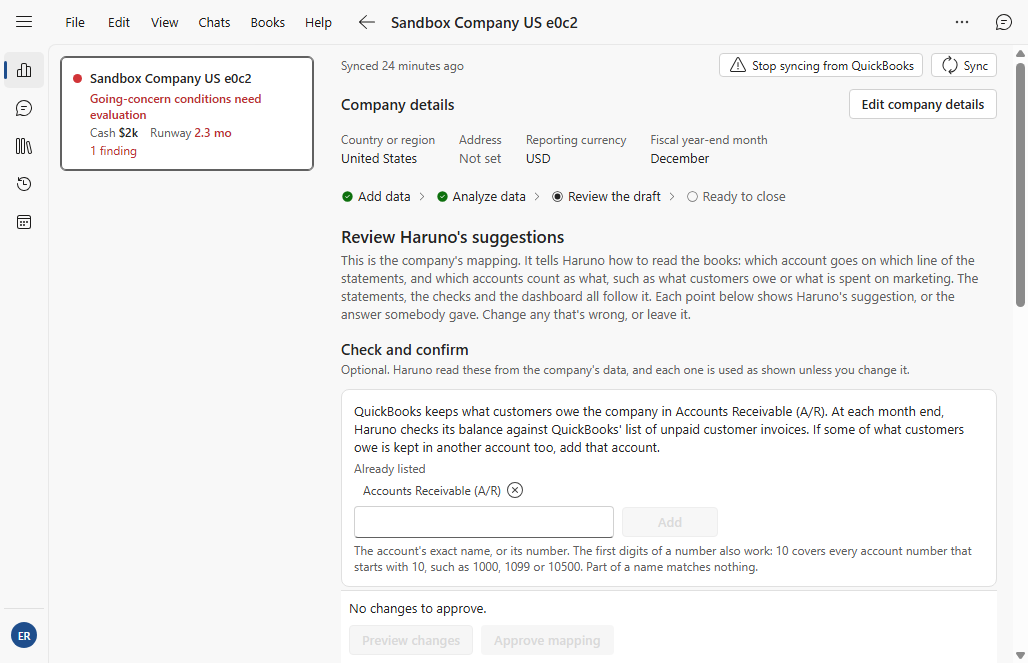 File Edit View Chats Books Help Sandbox Company US e0c2
Sandbox Company US e0c2
Going-concern conditions need
evaluation
Cash $2k Runway 2.3 mo
1 finding
Synced 24 minutes ago
Stop syncing from QuickBooks
Sync
Company details
Edit company details
Country or region Address Reporting currency Fiscal year-end month
United States Not set USD December
Add data Analyze data Review the draft Ready to close
Review Haruno's suggestions
This is the company's mapping. It tells Haruno how to read the books: which account goes on which line of the
statements, and which accounts count as what, such as what customers owe or what is spent on marketing. The
statements, the checks and the dashboard all follow it. Each point below shows Haruno's suggestion, or the
answer somebody gave. Change any that's wrong, or leave it.
Check and confirm
Optional. Haruno read these from the company's data, and each one is used as shown unless you change it.
QuickBooks keeps what customers owe the company in Accounts Receivable (A/R). At each month end,
Haruno checks its balance against QuickBooks' list of unpaid customer invoices. If some of what customers
owe is kept in another account too, add that account.
Already listed
Accounts Receivable (A/R)
Add
The account's exact name, or its number. The first digits of a number also work: 10 covers every account number that
starts with 10, such as 1000, 1099 or 10500. Part of a name matches nothing.
No changes to approve.
Preview changes Approve mapping
ER